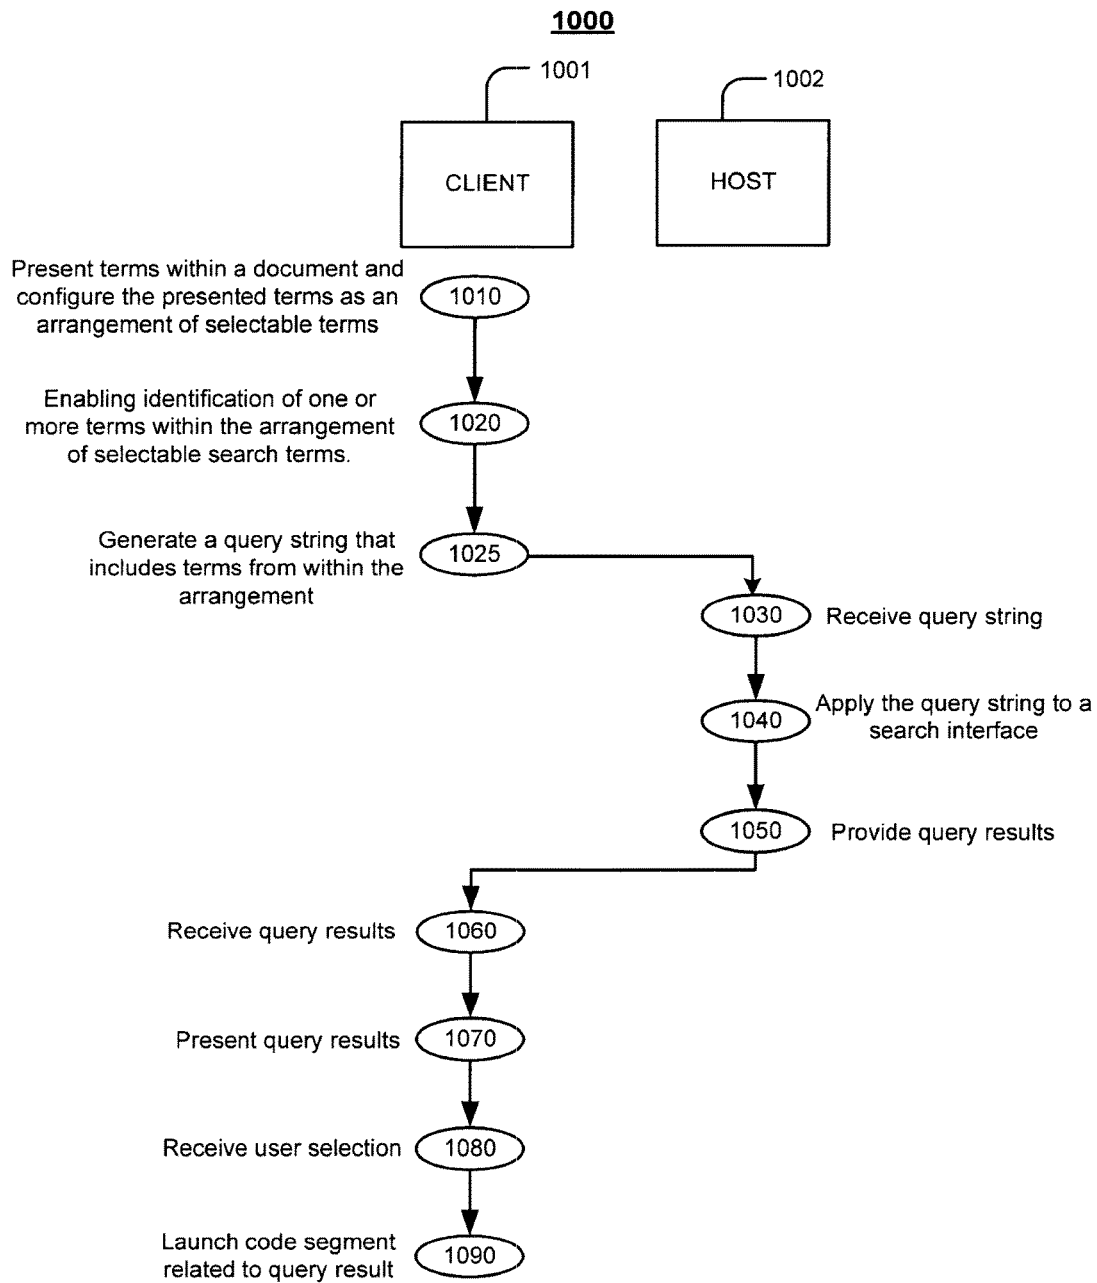 1000
1001
1002
CLIENT
HOST
Present terms within a document and
configure the presented terms as an
arrangement of selectable terms
1010
Enabling identification of one or
more terms within the arrangement
of selectable search terms.
1020
Generate a query string that
includes terms from within the
arrangement
1025
1030
Receive query string
1040
Apply the query string to a
search interface
1050
Provide query results
Receive query results
1060
Present query results
1070
Receive user selection
1080
Launch code segment
related to query result
1090